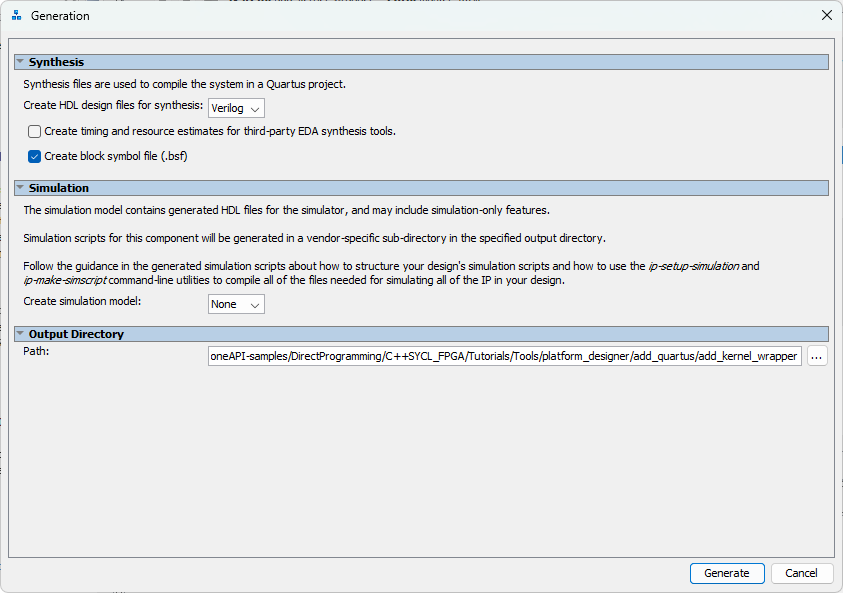 Generation
Synthesis
Synthesis files are used to compile the system in a Quartus project.
Create HDL design files for synthesis: Verilog
Create timing and resource estimates for third-party EDA synthesis tools.
Create block symbol file (.bsf)
Simulation
The simulation model contains generated HDL files for the simulator, and may include simulation-only features.
Simulation scripts for this component will be generated in a vendor-specific sub-directory in the specified output directory.
Follow the guidance in the generated simulation scripts about how to structure your design's simulation scripts and how to use the ip-setup-simulation and
ip-make-simscript command-line utilities to compile all of the files needed for simulating all of the IP in your design.
Create simulation model: None
Output Directory
Path: oneAPI-samples/DirectProgramming/C++SYCL_FPGA/Tutorials/Tools/platform_designer/add_quartus/add_kernel_wrapper ...
Generate Cancel